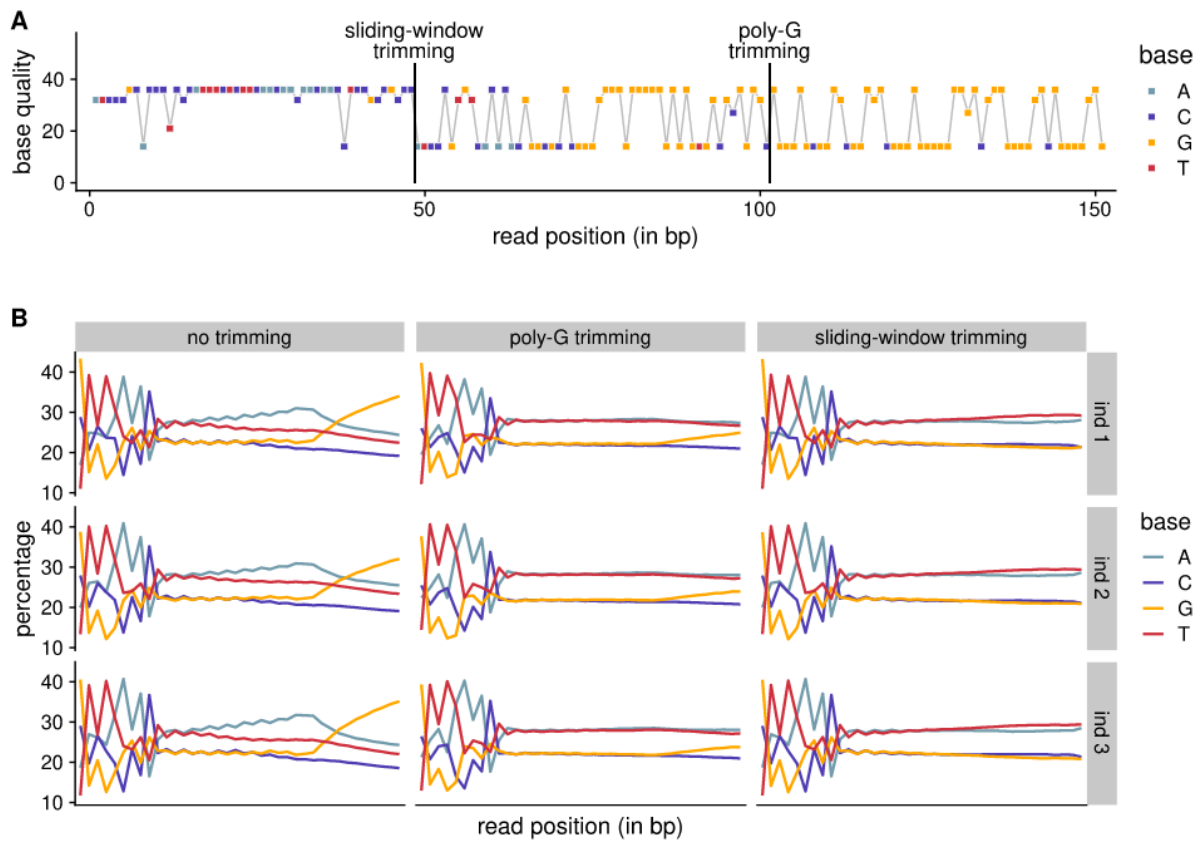 A
sliding-window
trimming
poly-G
trimming
base quality
40
20
0
0
50
100
150
read position (in bp)
base
A
C
G
T
B
no trimming
poly-G trimming
sliding-window trimming
percentage
40
30
20
10
ind 1
40
30
20
10
ind 2
40
30
20
10
ind 3
read position (in bp)
base
A
C
G
T